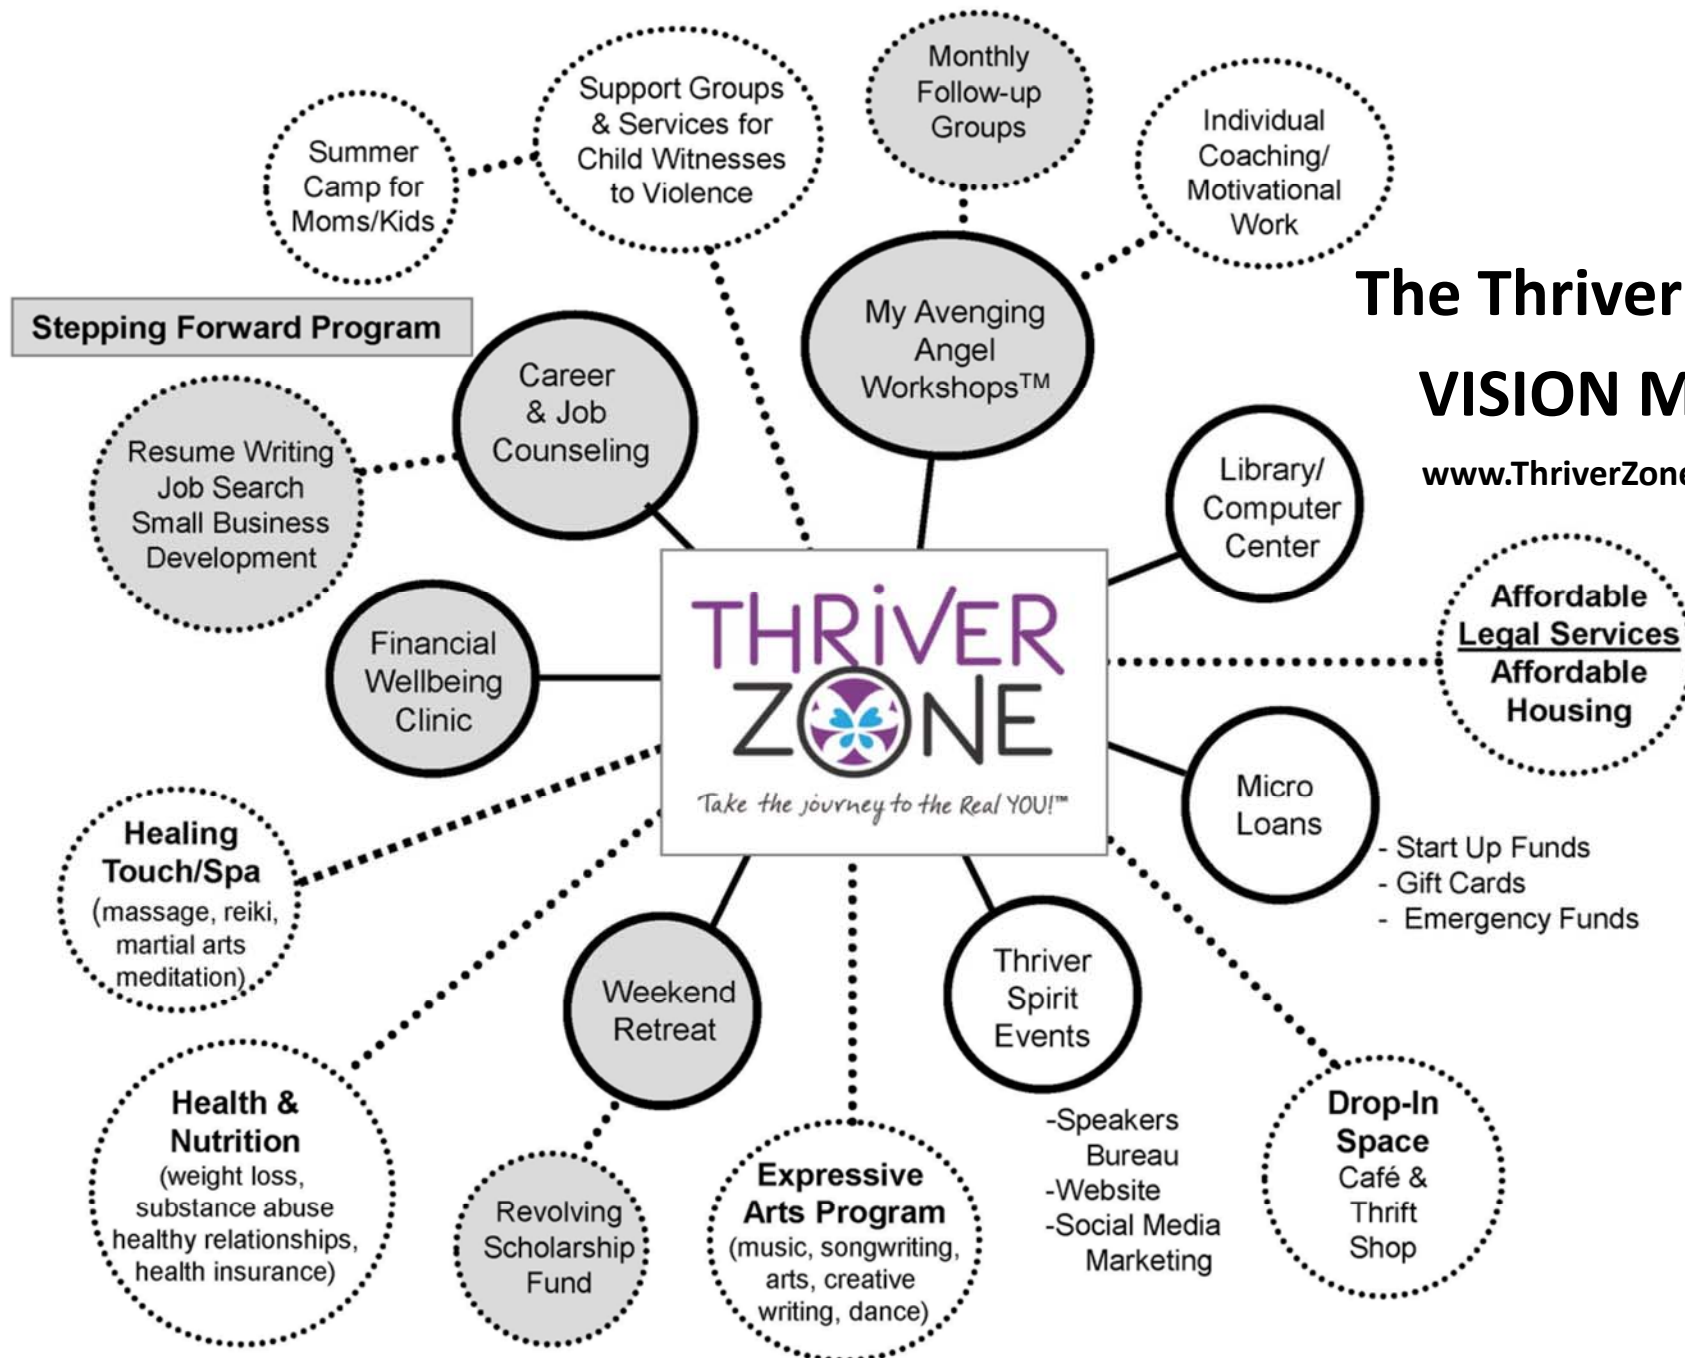 Monthly
Follow-up
Groups
Support Groups
& Services for
Child Witnesses
to Violence
Individual
Coaching/
Motivational
Work
Summer
Camp for
Moms/Kids
The Thriver
VISION M
www.ThriverZone
Stepping Forward Program
My Avenging
Angel
Workshops™
Career
& Job
Counseling
Resume Writing
Job Search
Small Business
Development
Library/
Computer
Center
Financial
Wellbeing
Clinic
THRiVER
ZONE
Take the journey to the Real YOU!™
Affordable
Legal Services
Affordable
Housing
Micro
Loans
- Start Up Funds
- Gift Cards
- Emergency Funds
Healing
Touch/Spa
(massage, reiki,
martial arts
meditation)
Weekend
Retreat
Thriver
Spirit
Events
-Speakers
Bureau
-Website
-Social Media
Marketing
Health &
Nutrition
(weight loss,
substance abuse
healthy relationships,
health insurance)
Revolving
Scholarship
Fund
Expressive
Arts Program
(music, songwriting,
arts, creative
writing, dance)
Drop-In
Space
Café &
Thrift
Shop